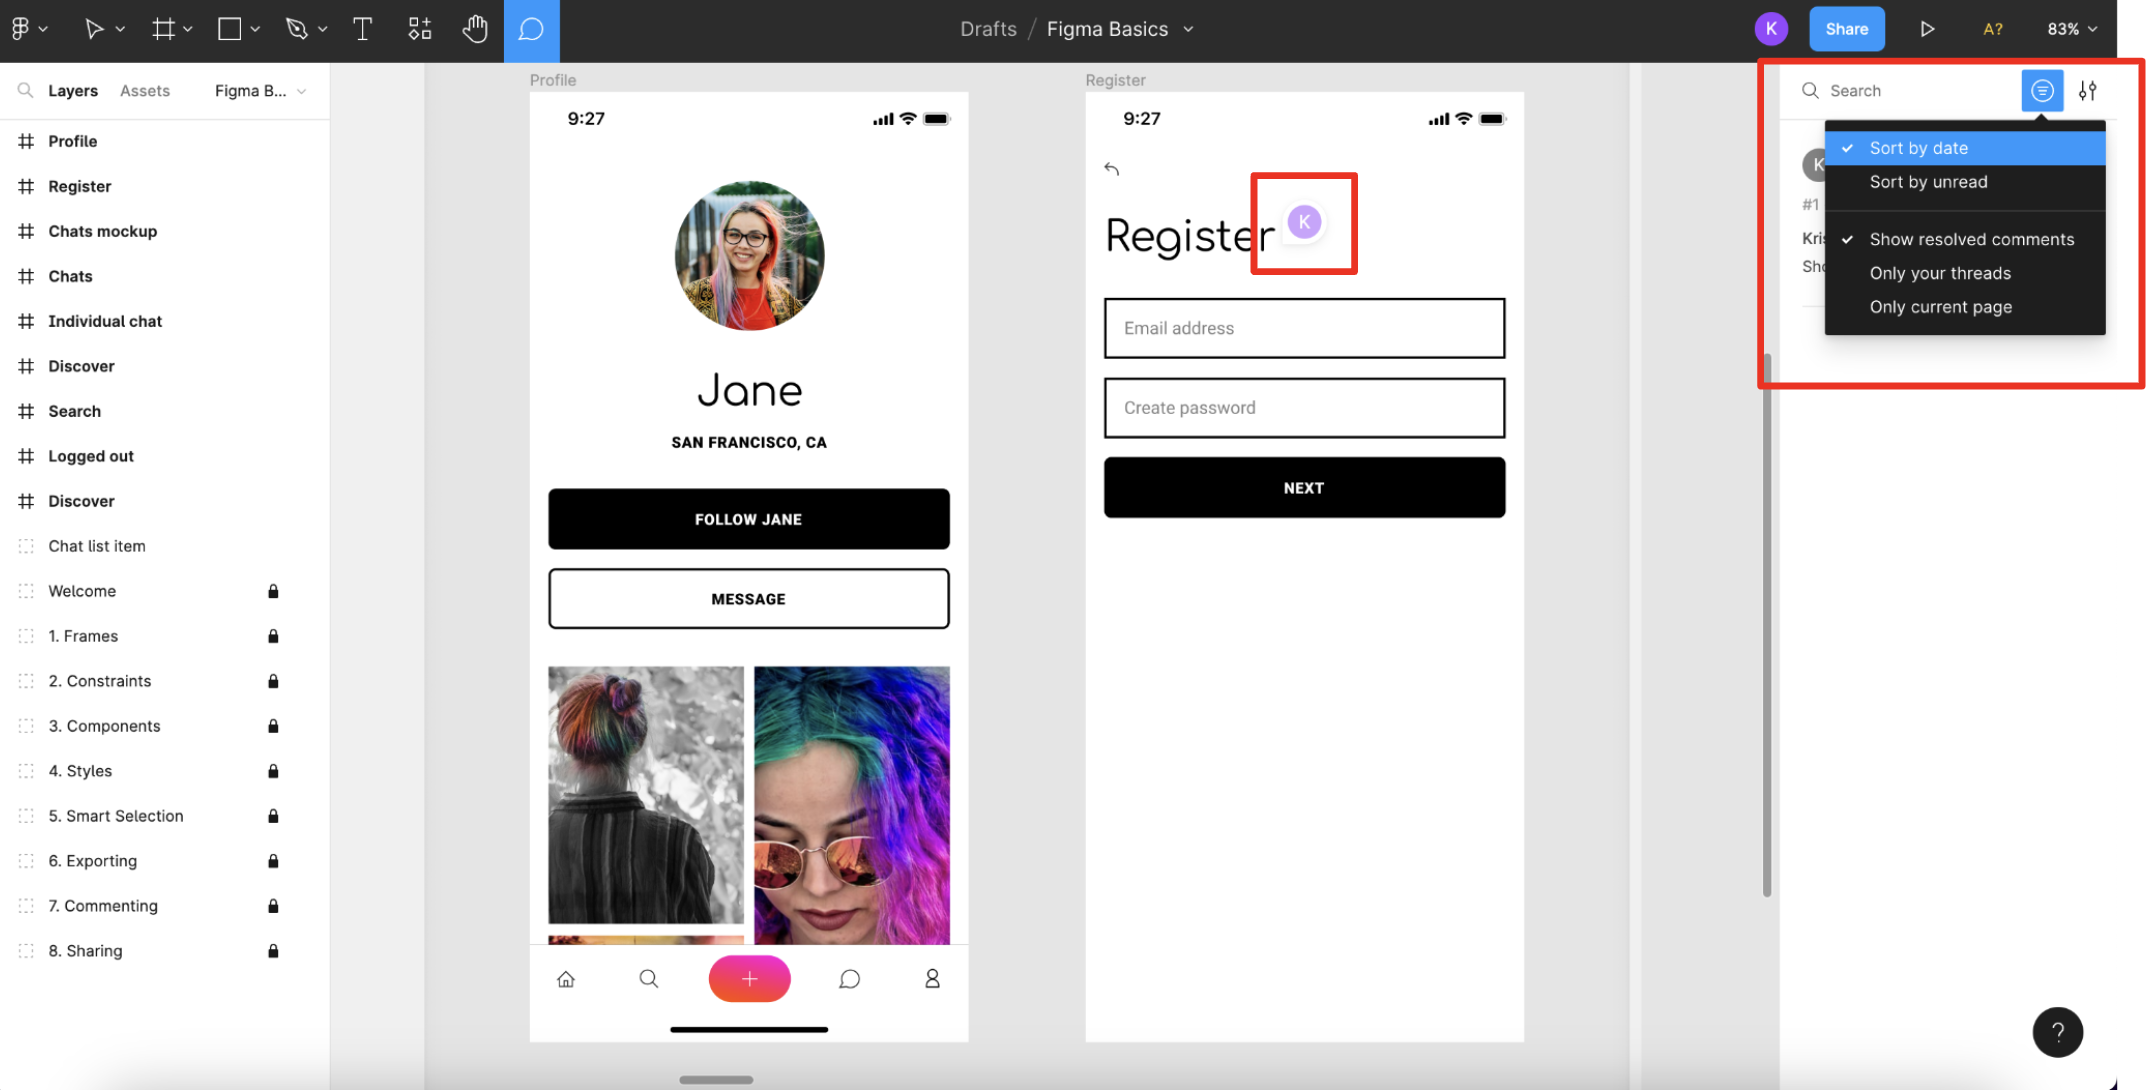 Drafts / Figma Basics
K
Share
A?
83%
Layers Assets Figma B...
Profile
Register
Chats mockup
Chats
Individual chat
Discover
Search
Logged out
Discover
Chat list item
Welcome
1. Frames
2. Constraints
3. Components
4. Styles
5. Smart Selection
6. Exporting
7. Commenting
8. Sharing
Profile
9:27
Jane
SAN FRANCISCO, CA
FOLLOW JANE
MESSAGE
Register
9:27
Register
K
Email address
Create password
NEXT
Search
Sort by date
Sort by unread
Show resolved comments
Only your threads
Only current page
K
#1
?